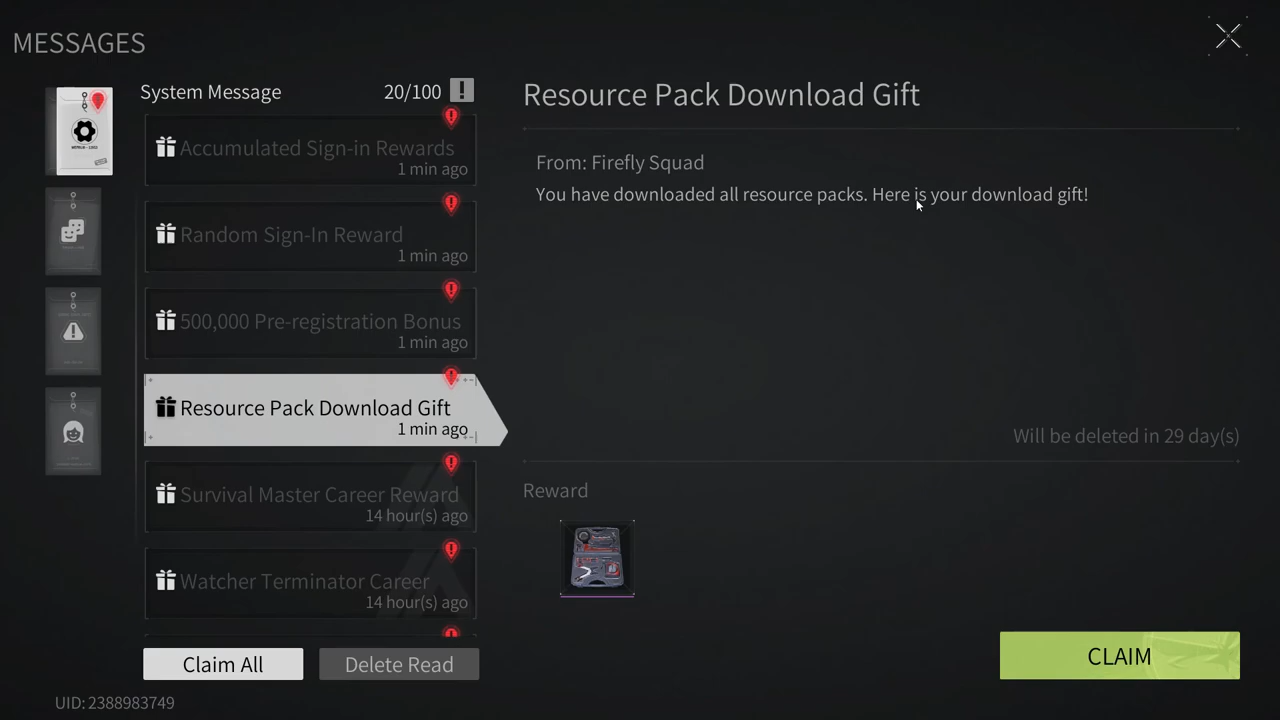 MESSAGES
System Message 20/100
Accumulated Sign-in Rewards
1 min ago
Random Sign-In Reward
1 min ago
500,000 Pre-registration Bonus
1 min ago
Resource Pack Download Gift
1 min ago
Survival Master Career Reward
14 hour(s) ago
Watcher Terminator Career
14 hour(s) ago
Claim All
Delete Read
UID: 2388983749
Resource Pack Download Gift
From: Firefly Squad
You have downloaded all resource packs. Here is your download gift!
Will be deleted in 29 day(s)
Reward
CLAIM